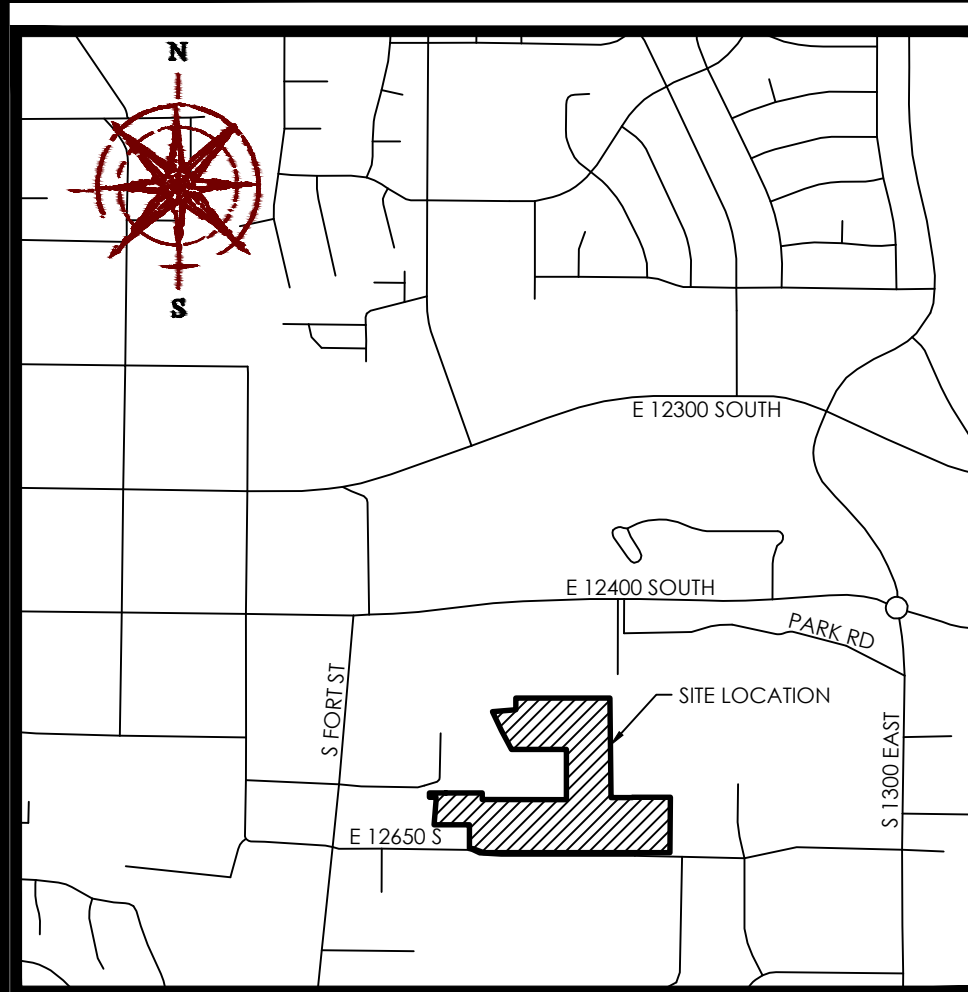 N
S
E 12300 SOUTH
E 12400 SOUTH
PARK RD
S FORT ST
SITE LOCATION
S 1300 EAST
E 12650 S